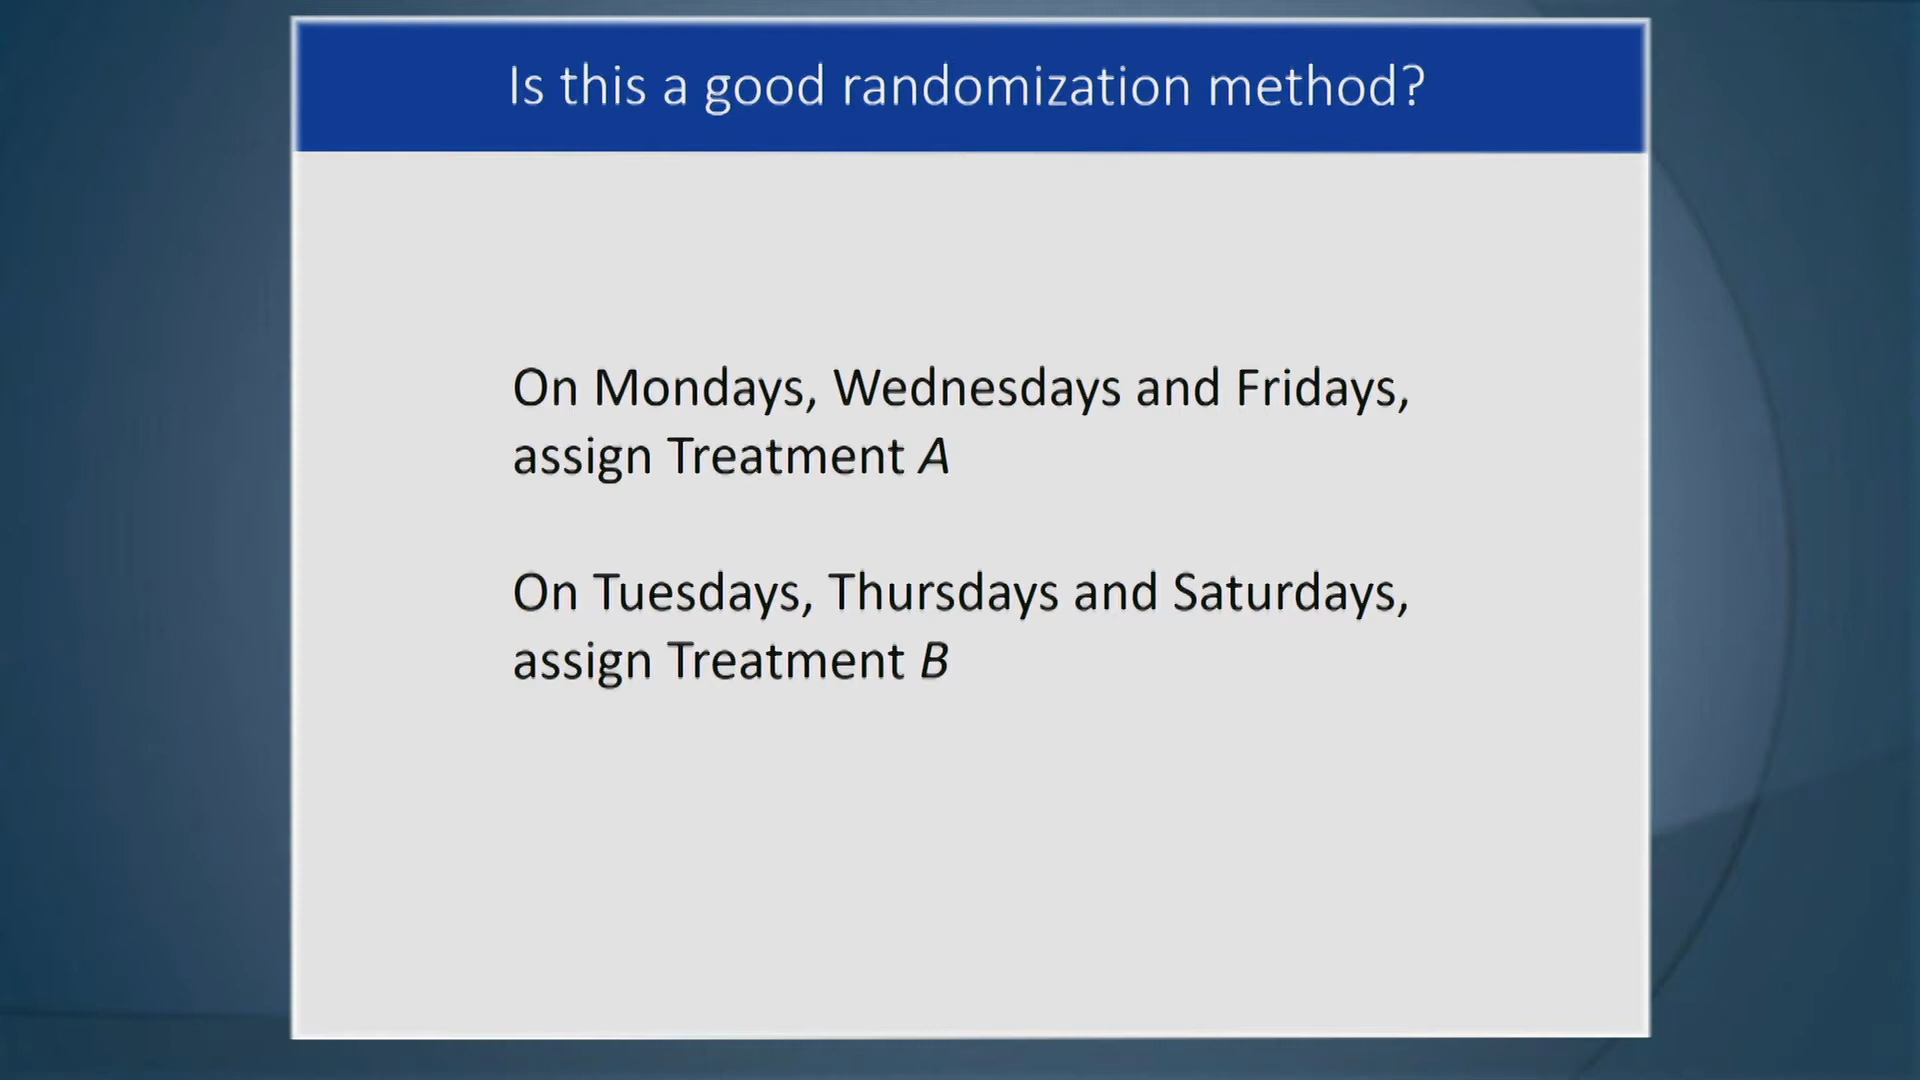 Is this a good randomization method?
On Mondays, Wednesdays and Fridays,
assign Treatment A
On Tuesdays, Thursdays and Saturdays,
assign Treatment B